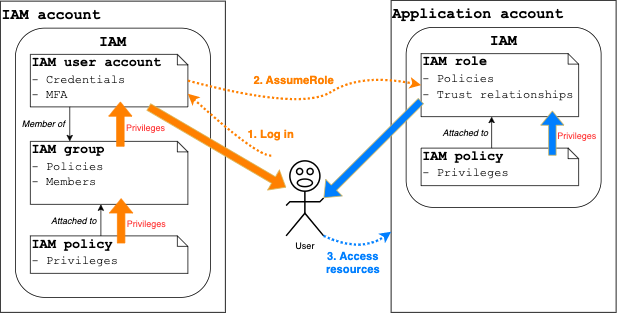 IAM account
IAM
IAM user account
- Credentials
- MFA
Member of
Privileges
IAM group
- Policies
- Members
Attached to
Privileges
IAM policy
- Privileges
2. AssumeRole
1. Log in
User
3. Access
resources
Application account
IAM
IAM role
- Policies
- Trust relationships
Attached to
Privileges
IAM policy
- Privileges